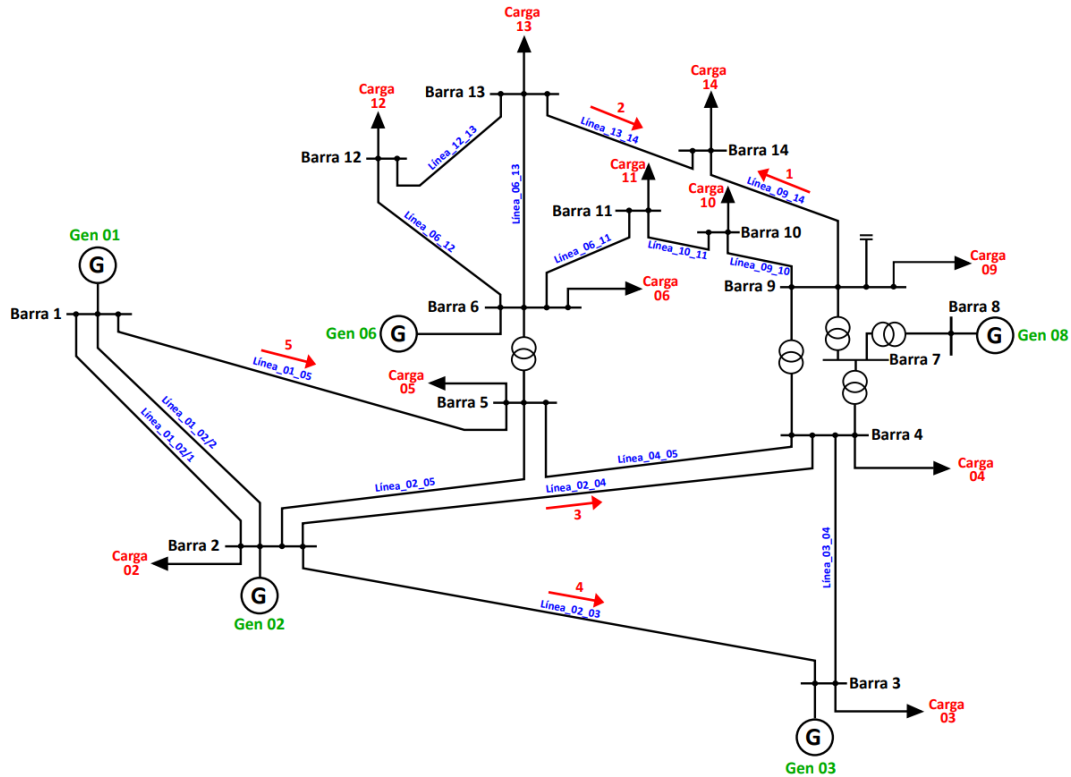 Carga
13
Carga
12
Barra 13
Carga
14
2
Línea_13_14
Línea_12_13
Barra 12
Línea_06_13
Barra 14
Carga
11
1
Línea_09_14
Carga
10
Barra 11
Línea_06_12
Línea_06_11
Línea_10_11
Barra 10
Línea_09_10
Gen 01
G
Barra 1
Barra 6
Carga
06
Barra 9
Carga
09
Gen 06
G
Barra 8
G
Gen 08
Barra 7
5
Línea_01_05
Carga
05
Barra 5
Línea_01_02/2
Línea_01_02/1
Barra 4
Línea_04_05
Carga
04
Línea_02_05
Línea_02_04
3
Barra 2
Carga
02
G
Gen 02
Línea_03_04
4
Línea_02_03
Barra 3
Carga
03
G
Gen 03